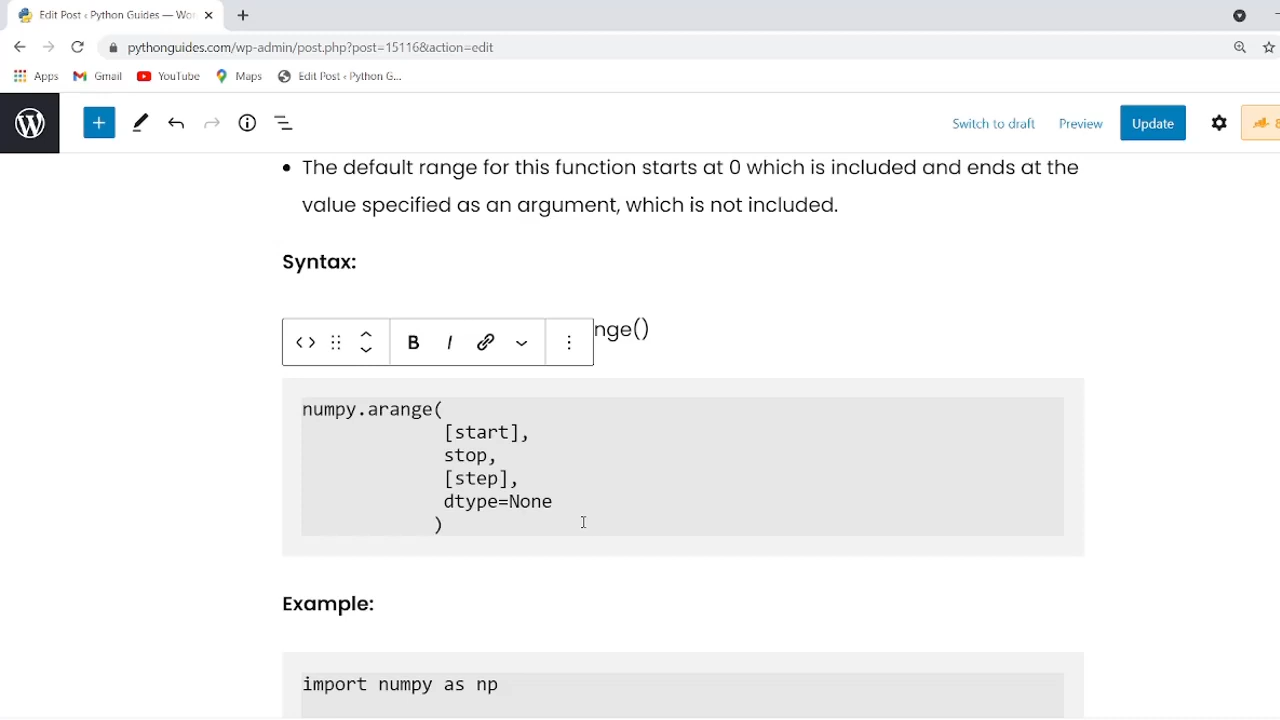 Edit Post ‹ Python Guides — Wor
pythonguides.com/wp-admin/post.php?post=15116&action=edit
Apps Gmail YouTube Maps Edit Post ‹ Python G...
Switch to draft Preview Update
The default range for this function starts at 0 which is included and ends at the
value specified as an argument, which is not included.
Syntax:
nge()
B I
numpy.arange(
[start],
stop,
[step],
dtype=None
)
Example:
import numpy as np